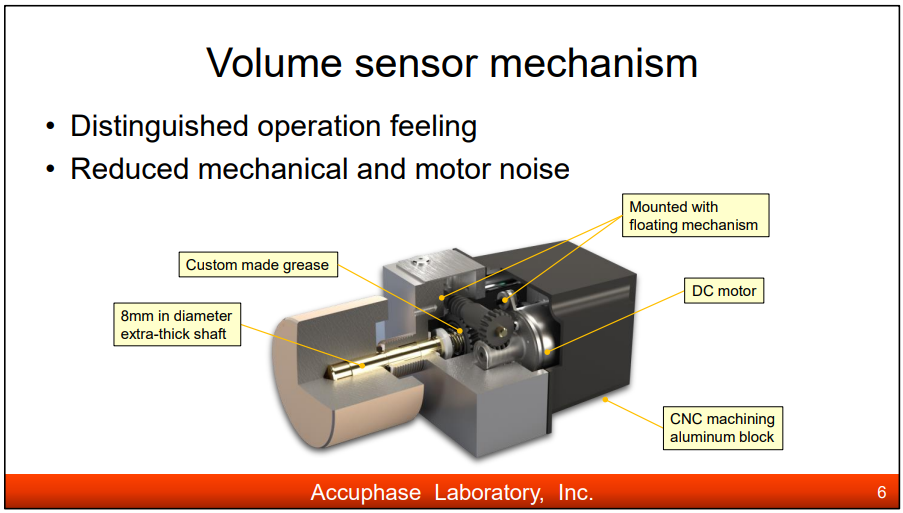 Volume sensor mechanism
• Distinguished operation feeling
• Reduced mechanical and motor noise
Mounted with
floating mechanism
Custom made grease
DC motor
8mm in diameter
extra-thick shaft
CNC machining
aluminum block
Accuphase Laboratory, Inc.
6